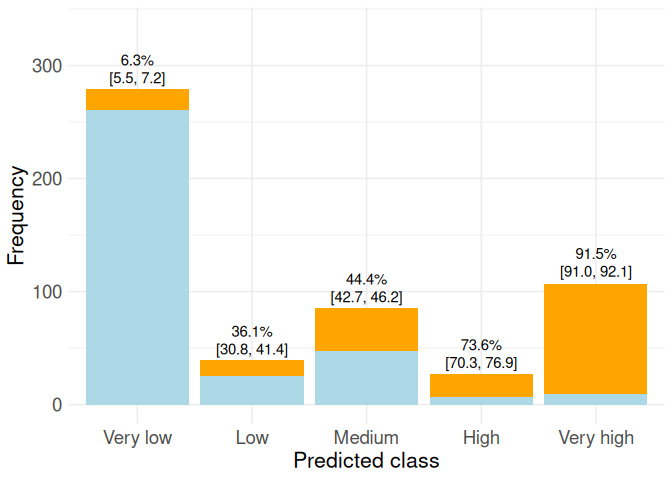 Frequency
300
200
100
0
6.3%
[5.5, 7.2]
36.1%
[30.8, 41.4]
44.4%
[42.7, 46.2]
73.6%
[70.3, 76.9]
91.5%
[91.0, 92.1]
Very low
Low
Medium
High
Very high
Predicted class